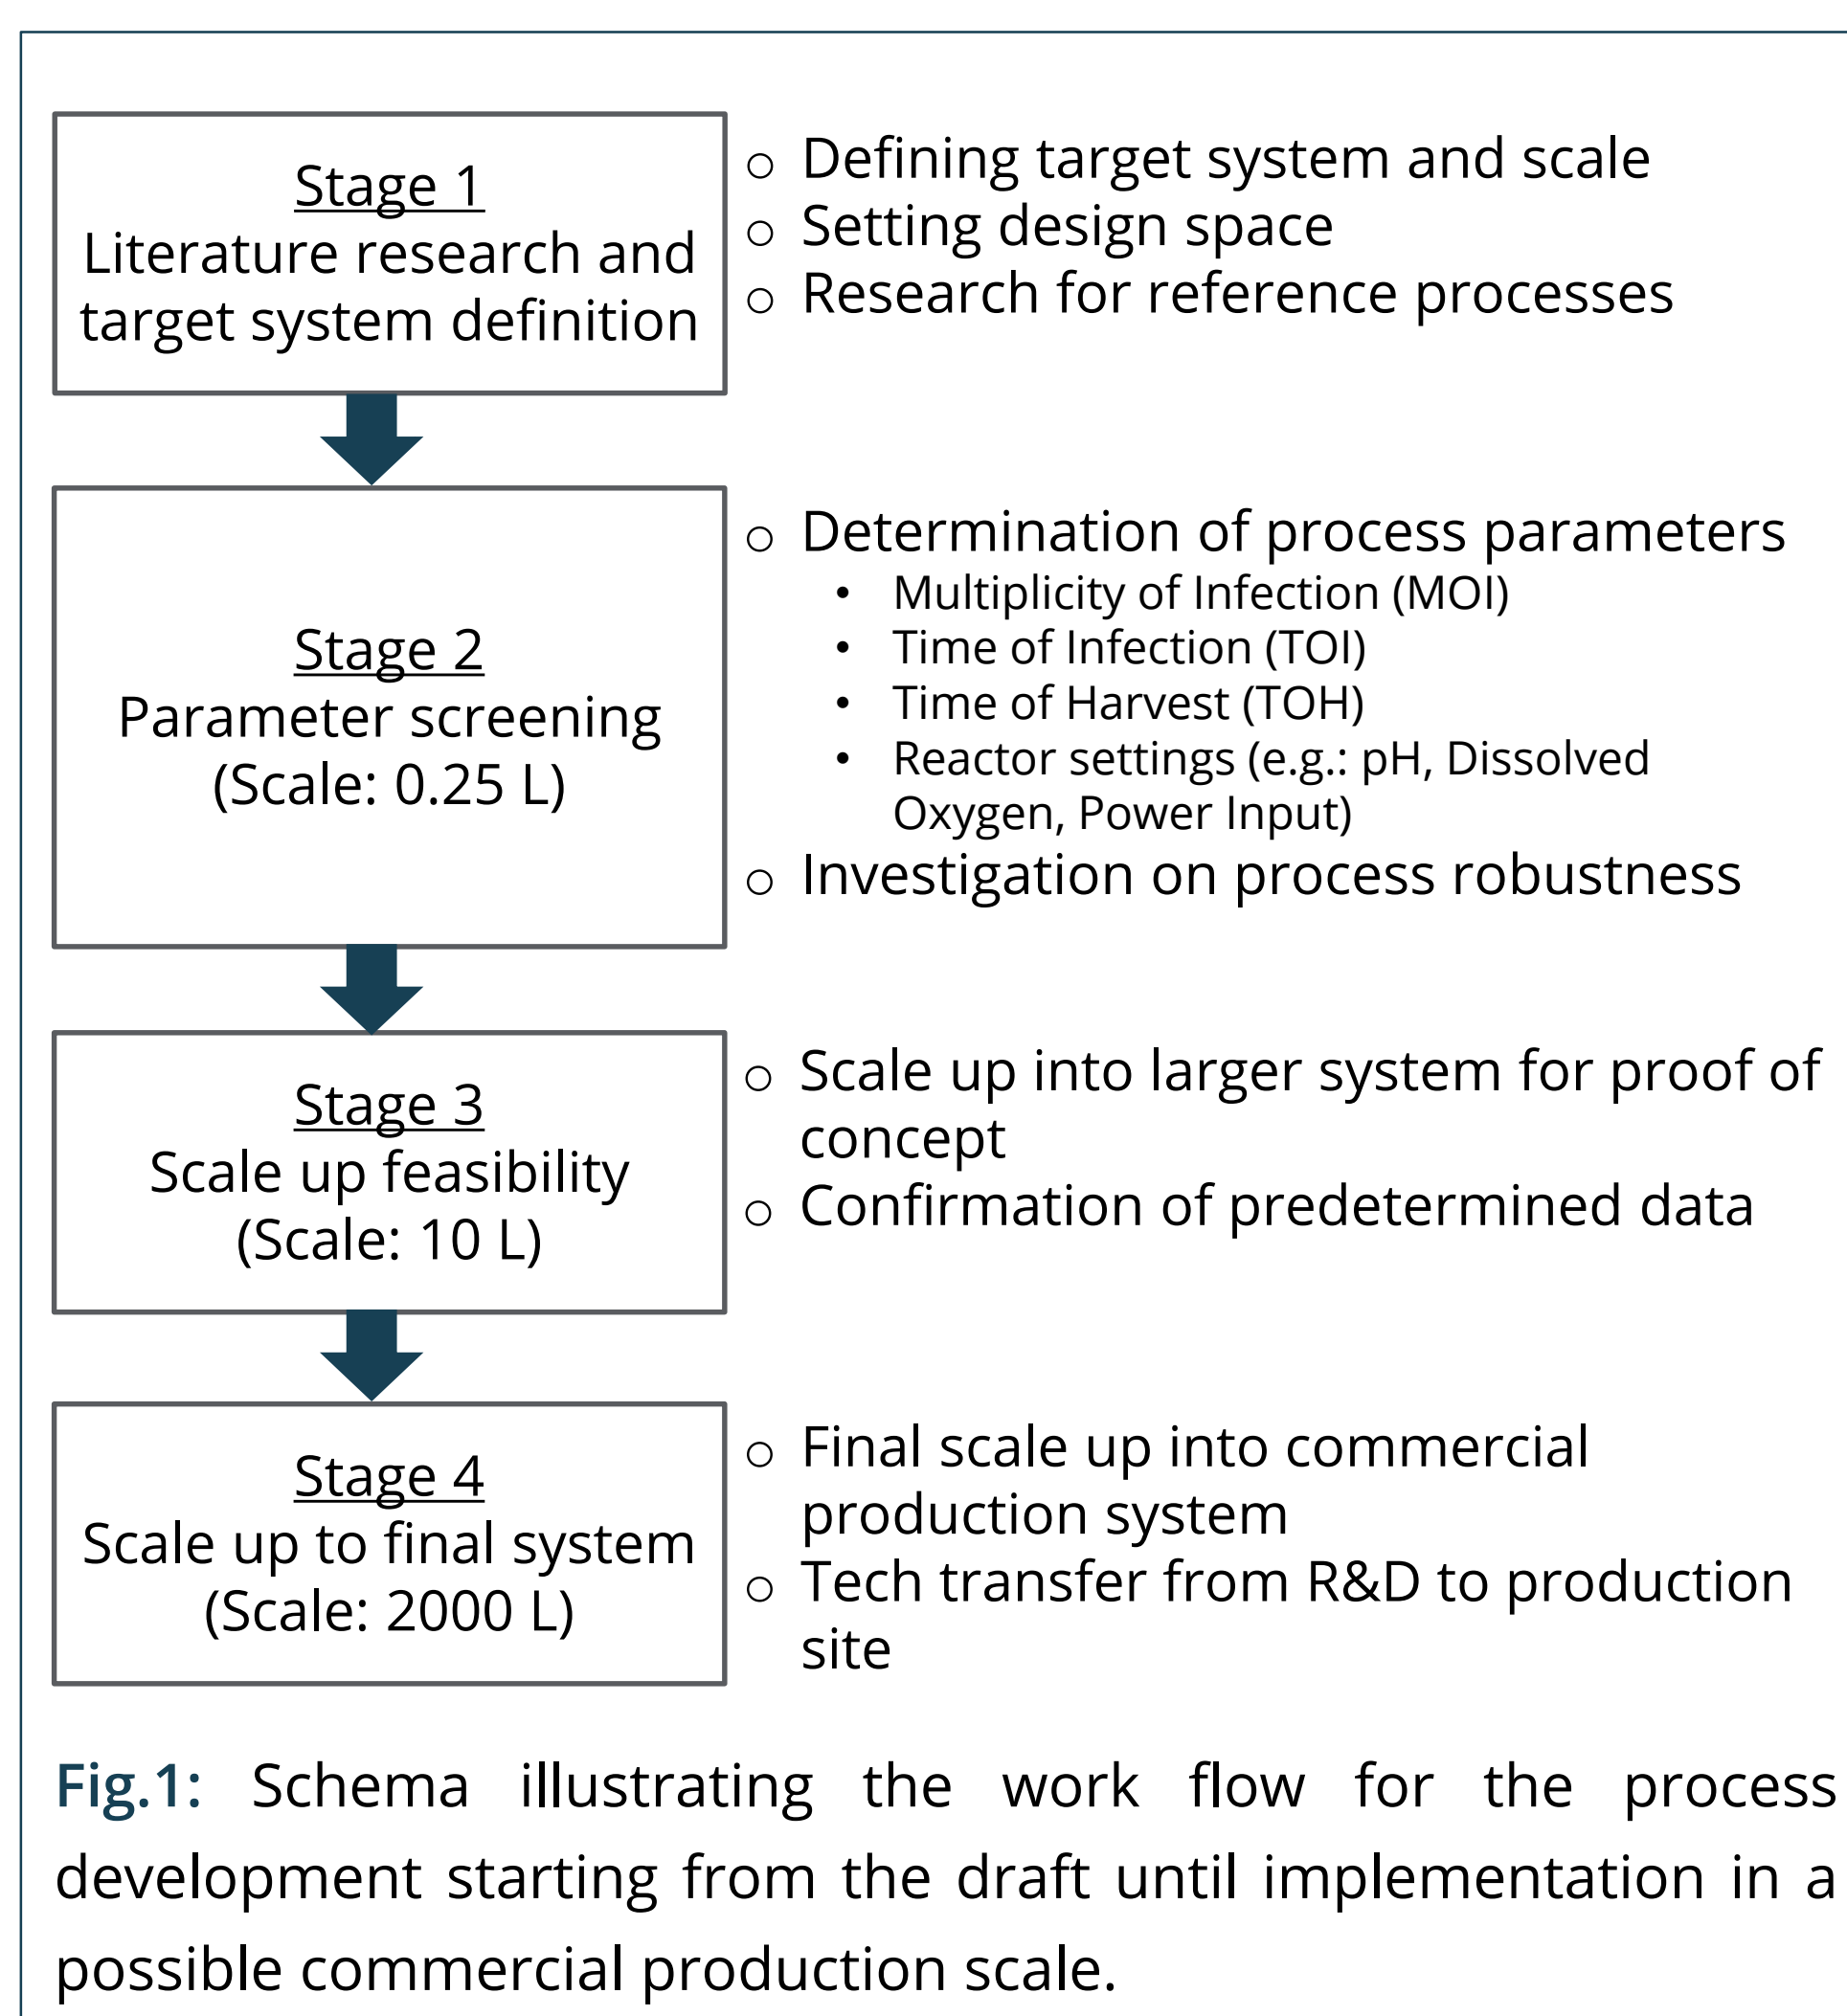 Stage 1
Literature research and
target system definition
○ Defining target system and scale
○ Setting design space
○ Research for reference processes
Stage 2
Parameter screening
(Scale: 0.25 L)
○ Determination of process parameters
• Multiplicity of Infection (MOI)
• Time of Infection (TOI)
• Time of Harvest (TOH)
• Reactor settings (e.g.: pH, Dissolved
Oxygen, Power Input)
○ Investigation on process robustness
Stage 3
Scale up feasibility
(Scale: 10 L)
○ Scale up into larger system for proof of
concept
○ Confirmation of predetermined data
Stage 4
Scale up to final system
(Scale: 2000 L)
○ Final scale up into commercial
production system
○ Tech transfer from R&D to production
site
Fig.1: Schema illustrating the work flow for the process
development starting from the draft until implementation in a
possible commercial production scale.